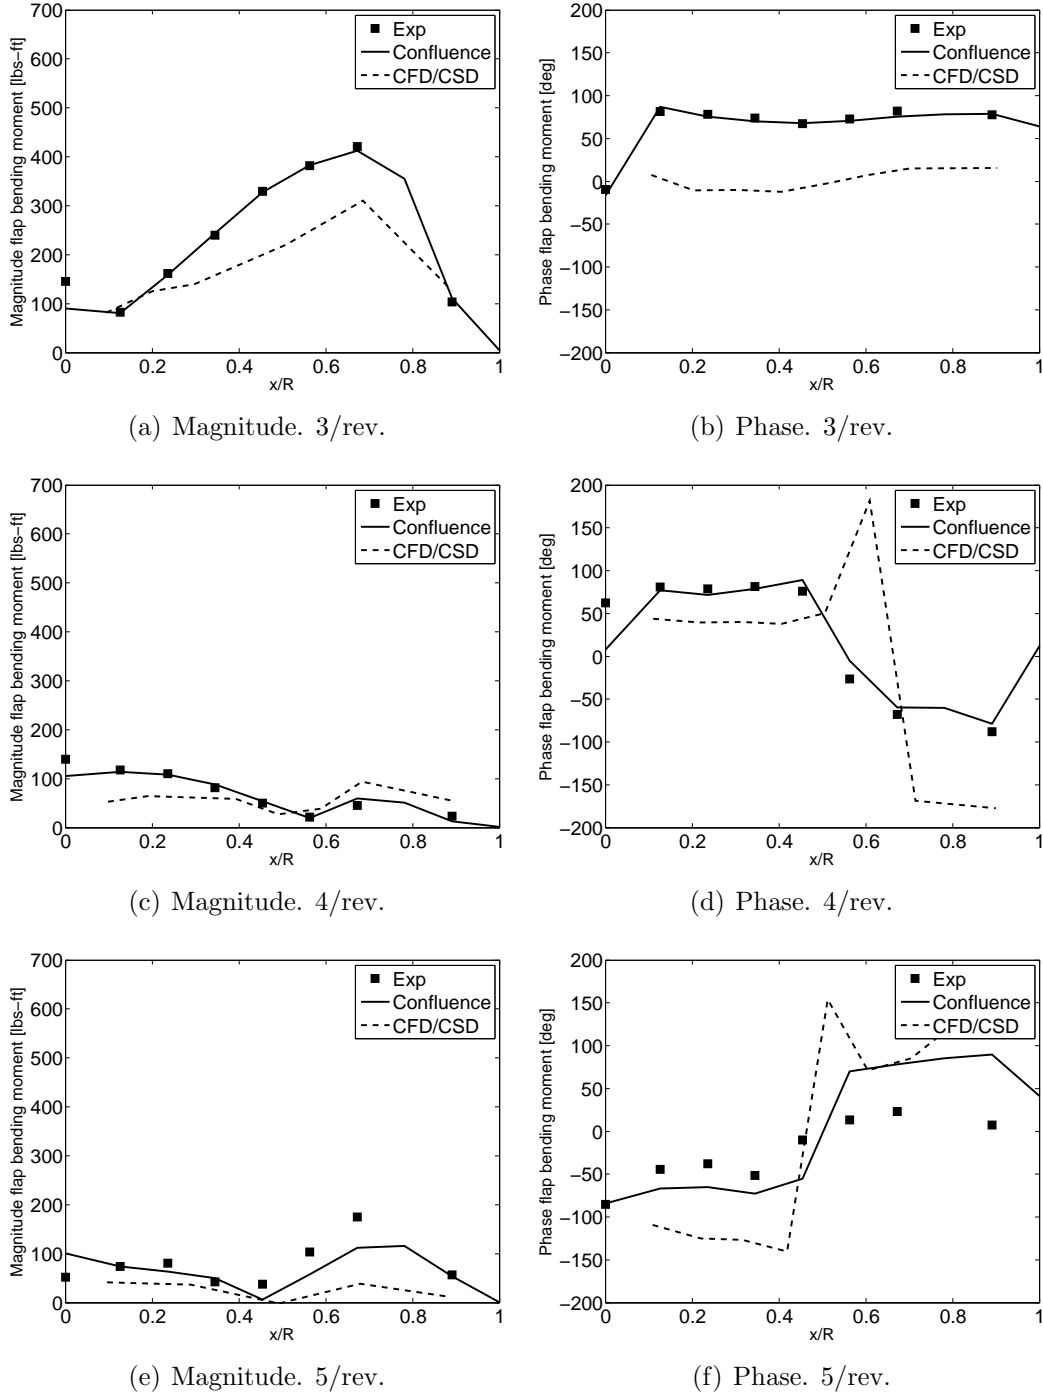 700
600
500
400
300
200
100
0
Magnitude flap bending moment [lbs−ft]
0 0.2 0.4 0.6 0.8 1
x/R
Exp
Confluence
CFD/CSD
(a) Magnitude. 3/rev.
200
150
100
50
0
−50
−100
−150
−200
Phase flap bending moment [deg]
0 0.2 0.4 0.6 0.8 1
x/R
Exp
Confluence
CFD/CSD
(b) Phase. 3/rev.
700
600
500
400
300
200
100
0
Magnitude flap bending moment [lbs−ft]
0 0.2 0.4 0.6 0.8 1
x/R
Exp
Confluence
CFD/CSD
(c) Magnitude. 4/rev.
200
150
100
50
0
−50
−100
−150
−200
Phase flap bending moment [deg]
0 0.2 0.4 0.6 0.8 1
x/R
Exp
Confluence
CFD/CSD
(d) Phase. 4/rev.
700
600
500
400
300
200
100
0
Magnitude flap bending moment [lbs−ft]
0 0.2 0.4 0.6 0.8 1
x/R
Exp
Confluence
CFD/CSD
(e) Magnitude. 5/rev.
200
150
100
50
0
−50
−100
−150
−200
Phase flap bending moment [deg]
0 0.2 0.4 0.6 0.8 1
x/R
Exp
Confluence
CFD/CSD
(f) Phase. 5/rev.